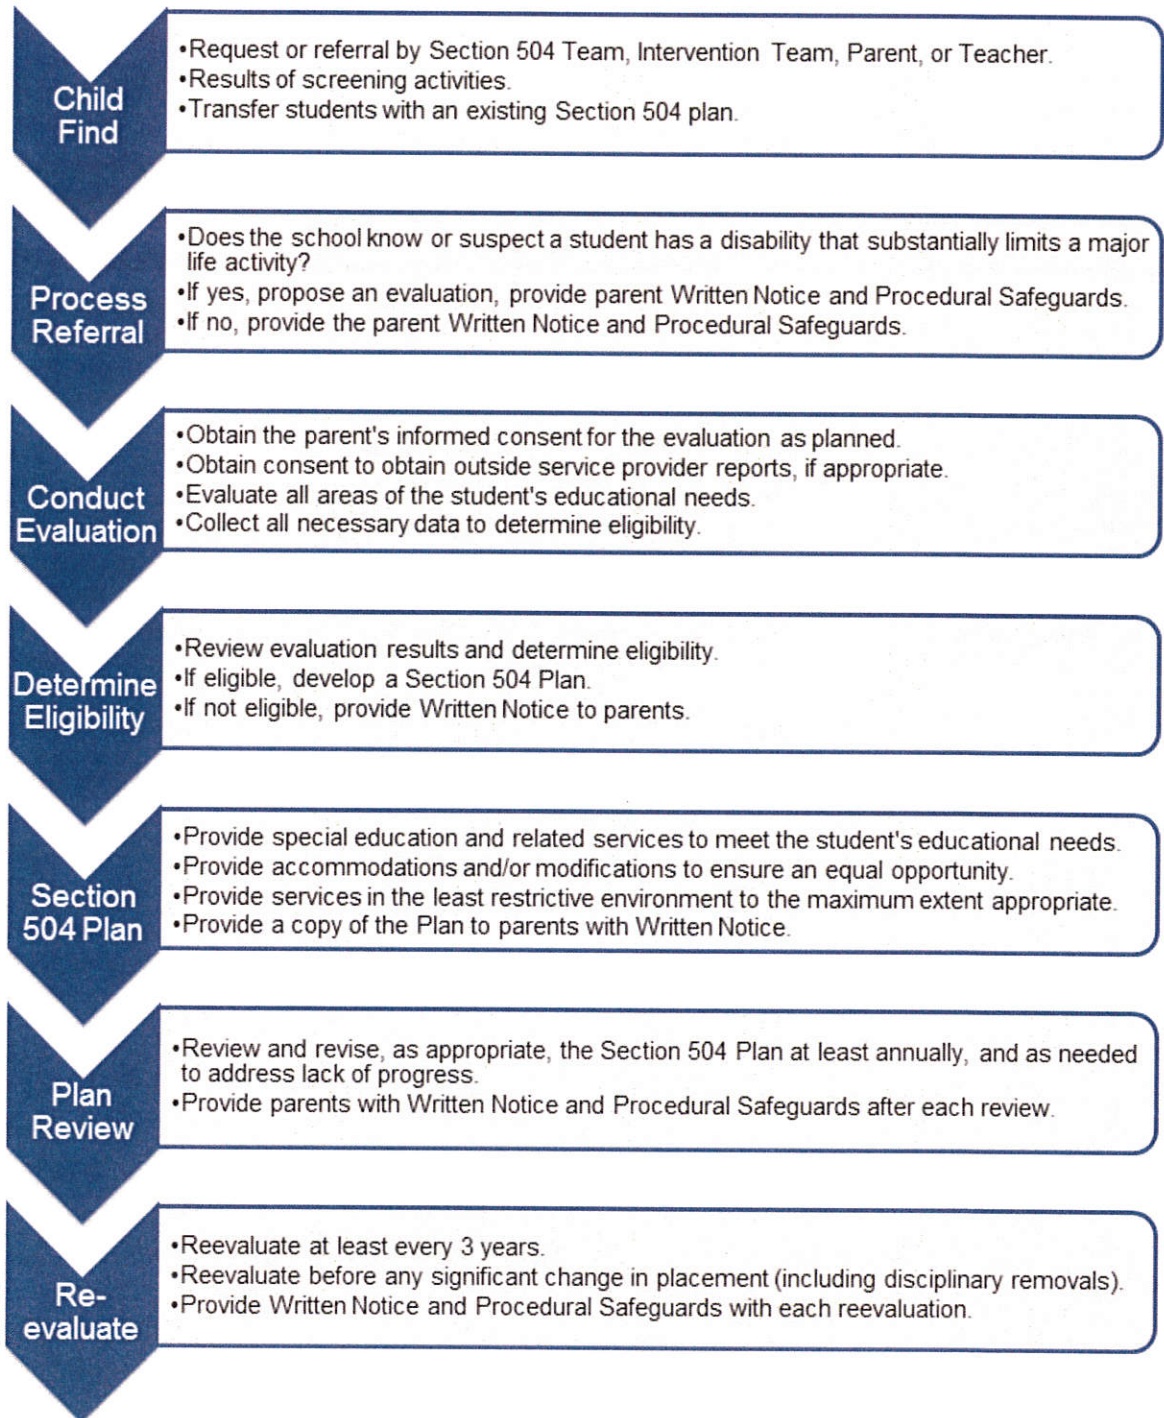 Child
Find
•Request or referral by Section 504 Team, Intervention Team, Parent, or Teacher.
•Results of screening activities.
•Transfer students with an existing Section 504 plan.
Process
Referral
•Does the school know or suspect a student has a disability that substantially limits a major
life activity?
•If yes, propose an evaluation, provide parent Written Notice and Procedural Safeguards.
•If no, provide the parent Written Notice and Procedural Safeguards.
Conduct
Evaluation
•Obtain the parent's informed consent for the evaluation as planned.
•Obtain consent to obtain outside service provider reports, if appropriate.
•Evaluate all areas of the student's educational needs.
•Collect all necessary data to determine eligibility.
Determine
Eligibility
•Review evaluation results and determine eligibility.
•If eligible, develop a Section 504 Plan.
•If not eligible, provide Written Notice to parents.
Section
504 Plan
•Provide special education and related services to meet the student's educational needs.
•Provide accommodations and/or modifications to ensure an equal opportunity.
•Provide services in the least restrictive environment to the maximum extent appropriate.
•Provide a copy of the Plan to parents with Written Notice.
Plan
Review
•Review and revise, as appropriate, the Section 504 Plan at least annually, and as needed
to address lack of progress.
•Provide parents with Written Notice and Procedural Safeguards after each review.
Re-
evaluate
•Reevaluate at least every 3 years.
•Reevaluate before any significant change in placement (including disciplinary removals).
•Provide Written Notice and Procedural Safeguards with each reevaluation.